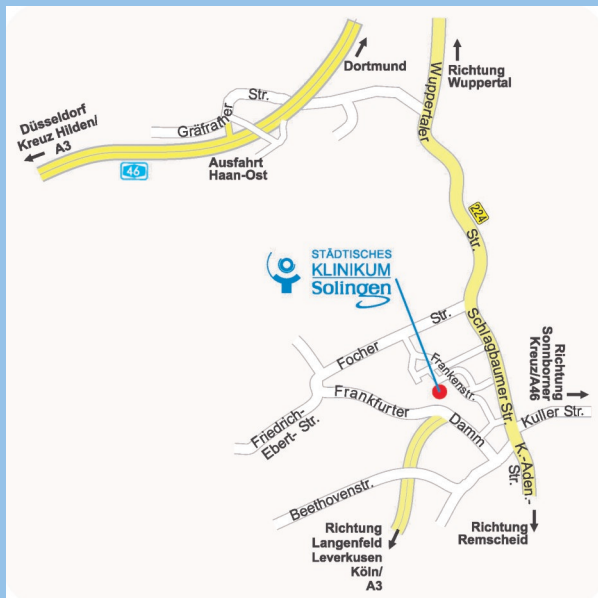 Dortmund
Richtung
Wuppertal
Düsseldorf
Kreuz Hilden/
A3
Gräfrather Str.
Wuppertaler Str.
Ausfahrt
Haan-Ost
46
224
STÄDTISCHES
KLINIKUM
Solingen
Focher Str.
Schlagbaumer Str.
Frankenstr.
Richtung
Sonnborner
Kreuz/A46
Frankfurter Damm
Kuller Str.
Friedrich-
Ebert- Str.
K.-Aden.-
Str.
Beethovenstr.
Richtung
Langenfeld
Leverkusen
Köln/
A3
Richtung
Remscheid